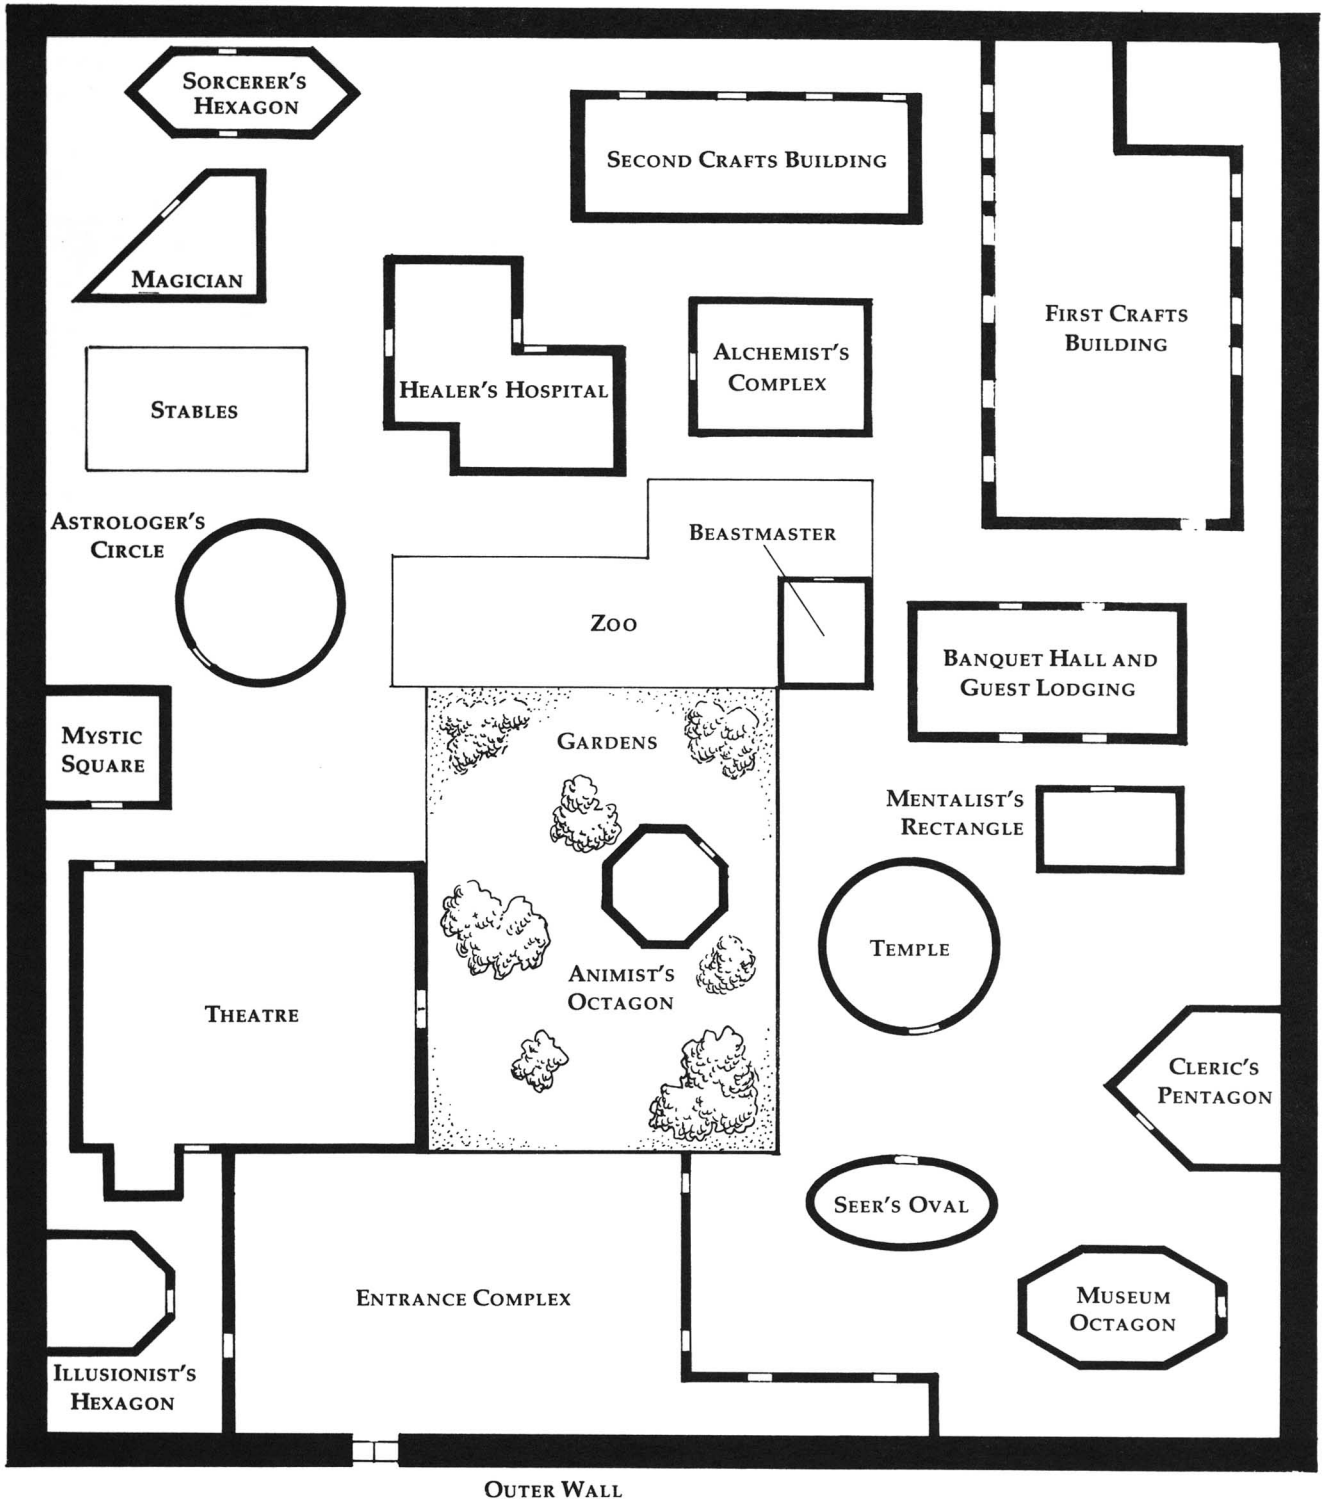 SORCERER'S
HEXAGON
SECOND CRAFTS BUILDING
MAGICIAN
FIRST CRAFTS
BUILDING
ALCHEMIST'S
COMPLEX
HEALER'S HOSPITAL
STABLES
ASTROLOGER'S
CIRCLE
BEASTMASTER
ZOO
BANQUET HALL AND
GUEST LODGING
MYSTIC
SQUARE
GARDENS
MENTALIST'S
RECTANGLE
TEMPLE
ANIMIST'S
OCTAGON
THEATRE
CLERIC'S
PENTAGON
SEER'S OVAL
ENTRANCE COMPLEX
MUSEUM
OCTAGON
ILLUSIONIST'S
HEXAGON
OUTER WALL